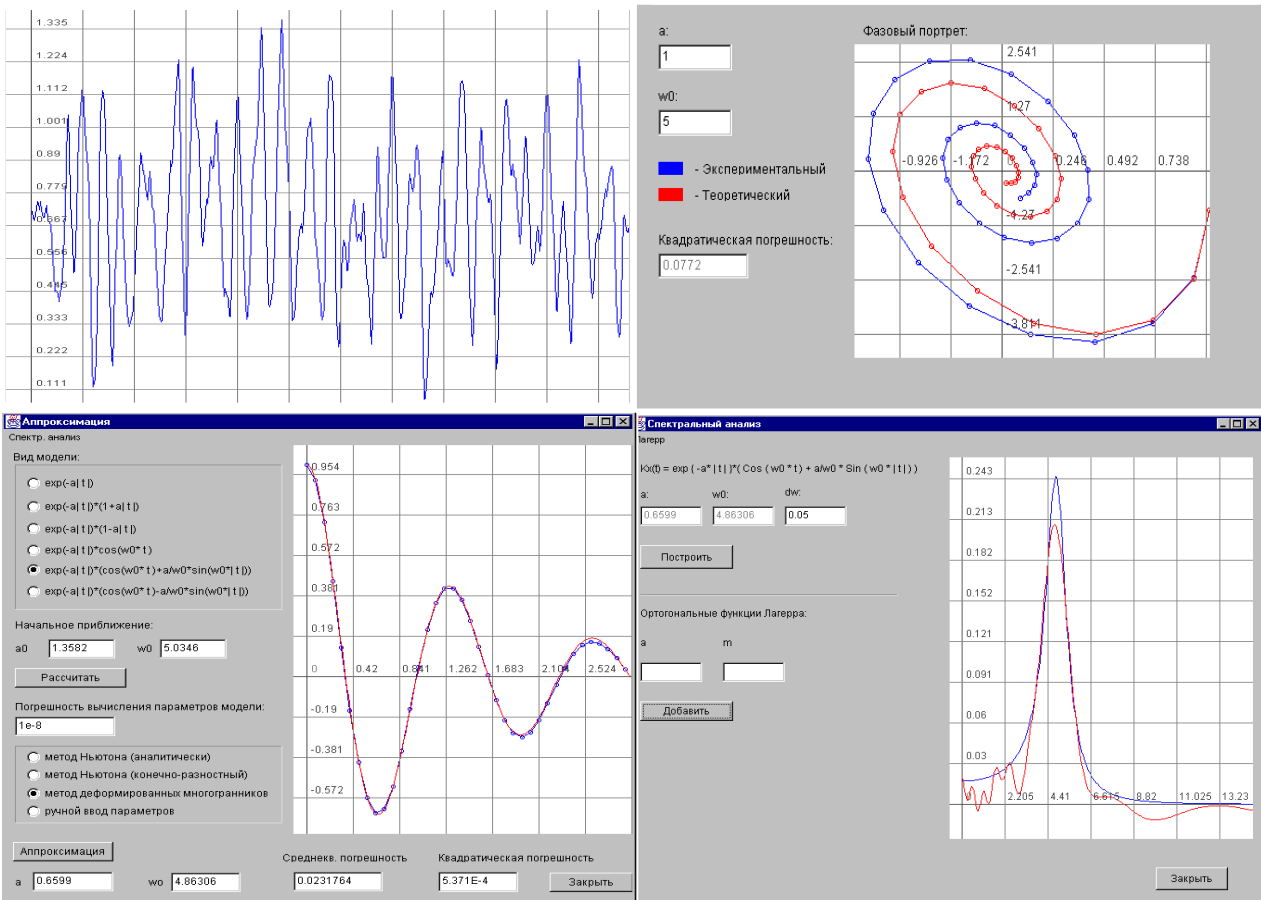 1.335
1.224
1.112
1.001
0.89
0.779
0.667
0.556
0.445
0.333
0.222
0.111
a:
1
w0:
5
- Экспериментальный
- Теоретический
Квадратическая погрешность:
0.0772
Фазовый портрет:
2.541
1.27
-0.926 -1.172 0.246 0.492 0.738
-1.27
-2.541
-3.811
Аппроксимация
Спектр. анализ
Вид модели:
exp(-a| t |)
exp(-a| t |)*(1+a| t |)
exp(-a| t |)*(1-a| t |)
exp(-a| t |)*cos(w0* t )
exp(-a| t |)*(cos(w0* t )+a/w0*sin(w0*| t |))
exp(-a| t |)*(cos(w0* t )-a/w0*sin(w0*| t |))
Начальное приближение:
a0 1.3582 w0 5.0346
Рассчитать
Погрешность вычисления параметров модели:
1e-8
метод Ньютона (аналитически)
метод Ньютона (конечно-разностный)
метод деформированных многогранников
ручной ввод параметров
Аппроксимация
a 0.6599 wo 4.86306
0.954
0.763
0.572
0.381
0.19
0 0.42 0.841 1.262 1.683 2.104 2.524
-0.19
-0.381
-0.572
Среднекв. погрешность Квадратическая погрешность
0.0231764 5.371E-4 Закрыть
Спектральный анализ
Лагерр
Kx(t) = exp ( -a* | t | )*( Cos ( w0 * t ) + a/w0 * Sin ( w0 * | t | ) )
a: w0: dw:
0.6599 4.86306 0.05
Построить
Ортогональные функции Лагерра:
a m
Добавить
0.243
0.213
0.182
0.152
0.121
0.091
0.06
0.03
2.205 4.41 6.615 8.82 11.025 13.23
Закрыть